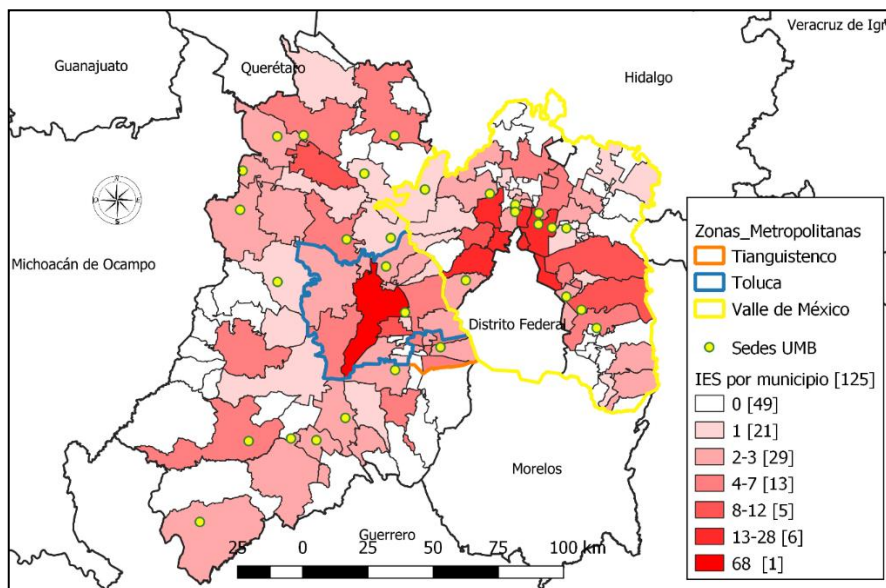 Veracruz de Ign
Guanajuato
Querétaro
Hidalgo
N
E
S
Michoacán de Ocampo
Distrito Federal
Morelos
Guerrero
25 0 25 50 75 100 km
Zonas_Metropolitanas
Tianguistenco
Toluca
Valle de México
Sedes UMB
IES por municipio [125]
0 [49]
1 [21]
2-3 [29]
4-7 [13]
8-12 [5]
13-28 [6]
68 [1]